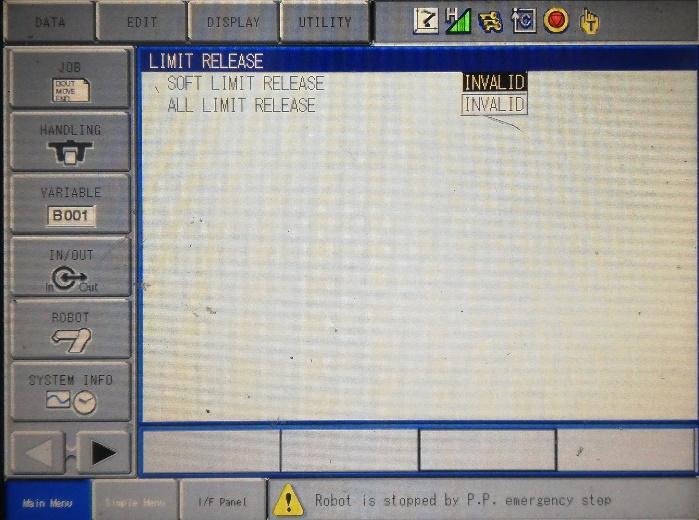 DATA
EDIT
DISPLAY
UTILITY
H
C
JOB
DOUT
MOVE
END
HANDLING
VARIABLE
B001
IN/OUT
In Out
ROBOT
SYSTEM INFO
LIMIT RELEASE
SOFT LIMIT RELEASE INVALID
ALL LIMIT RELEASE INVALID
Main Menu
Simple Menu
I/F Panel
Robot is stopped by P.P. emergency stop